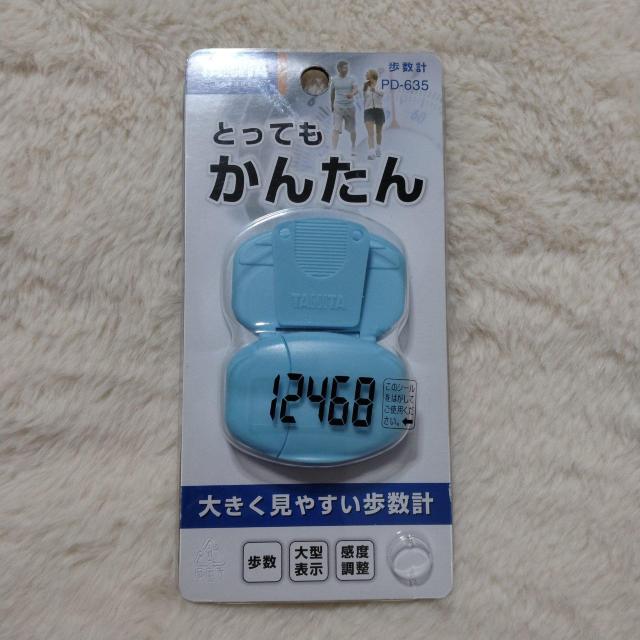 歩数計
PD-635
とっても
かんたん
TANITA
12468
このシール
をはがして
ご使用くだ
さい。
大きく見やすい歩数計
歩数
大型
表示
感度
調整